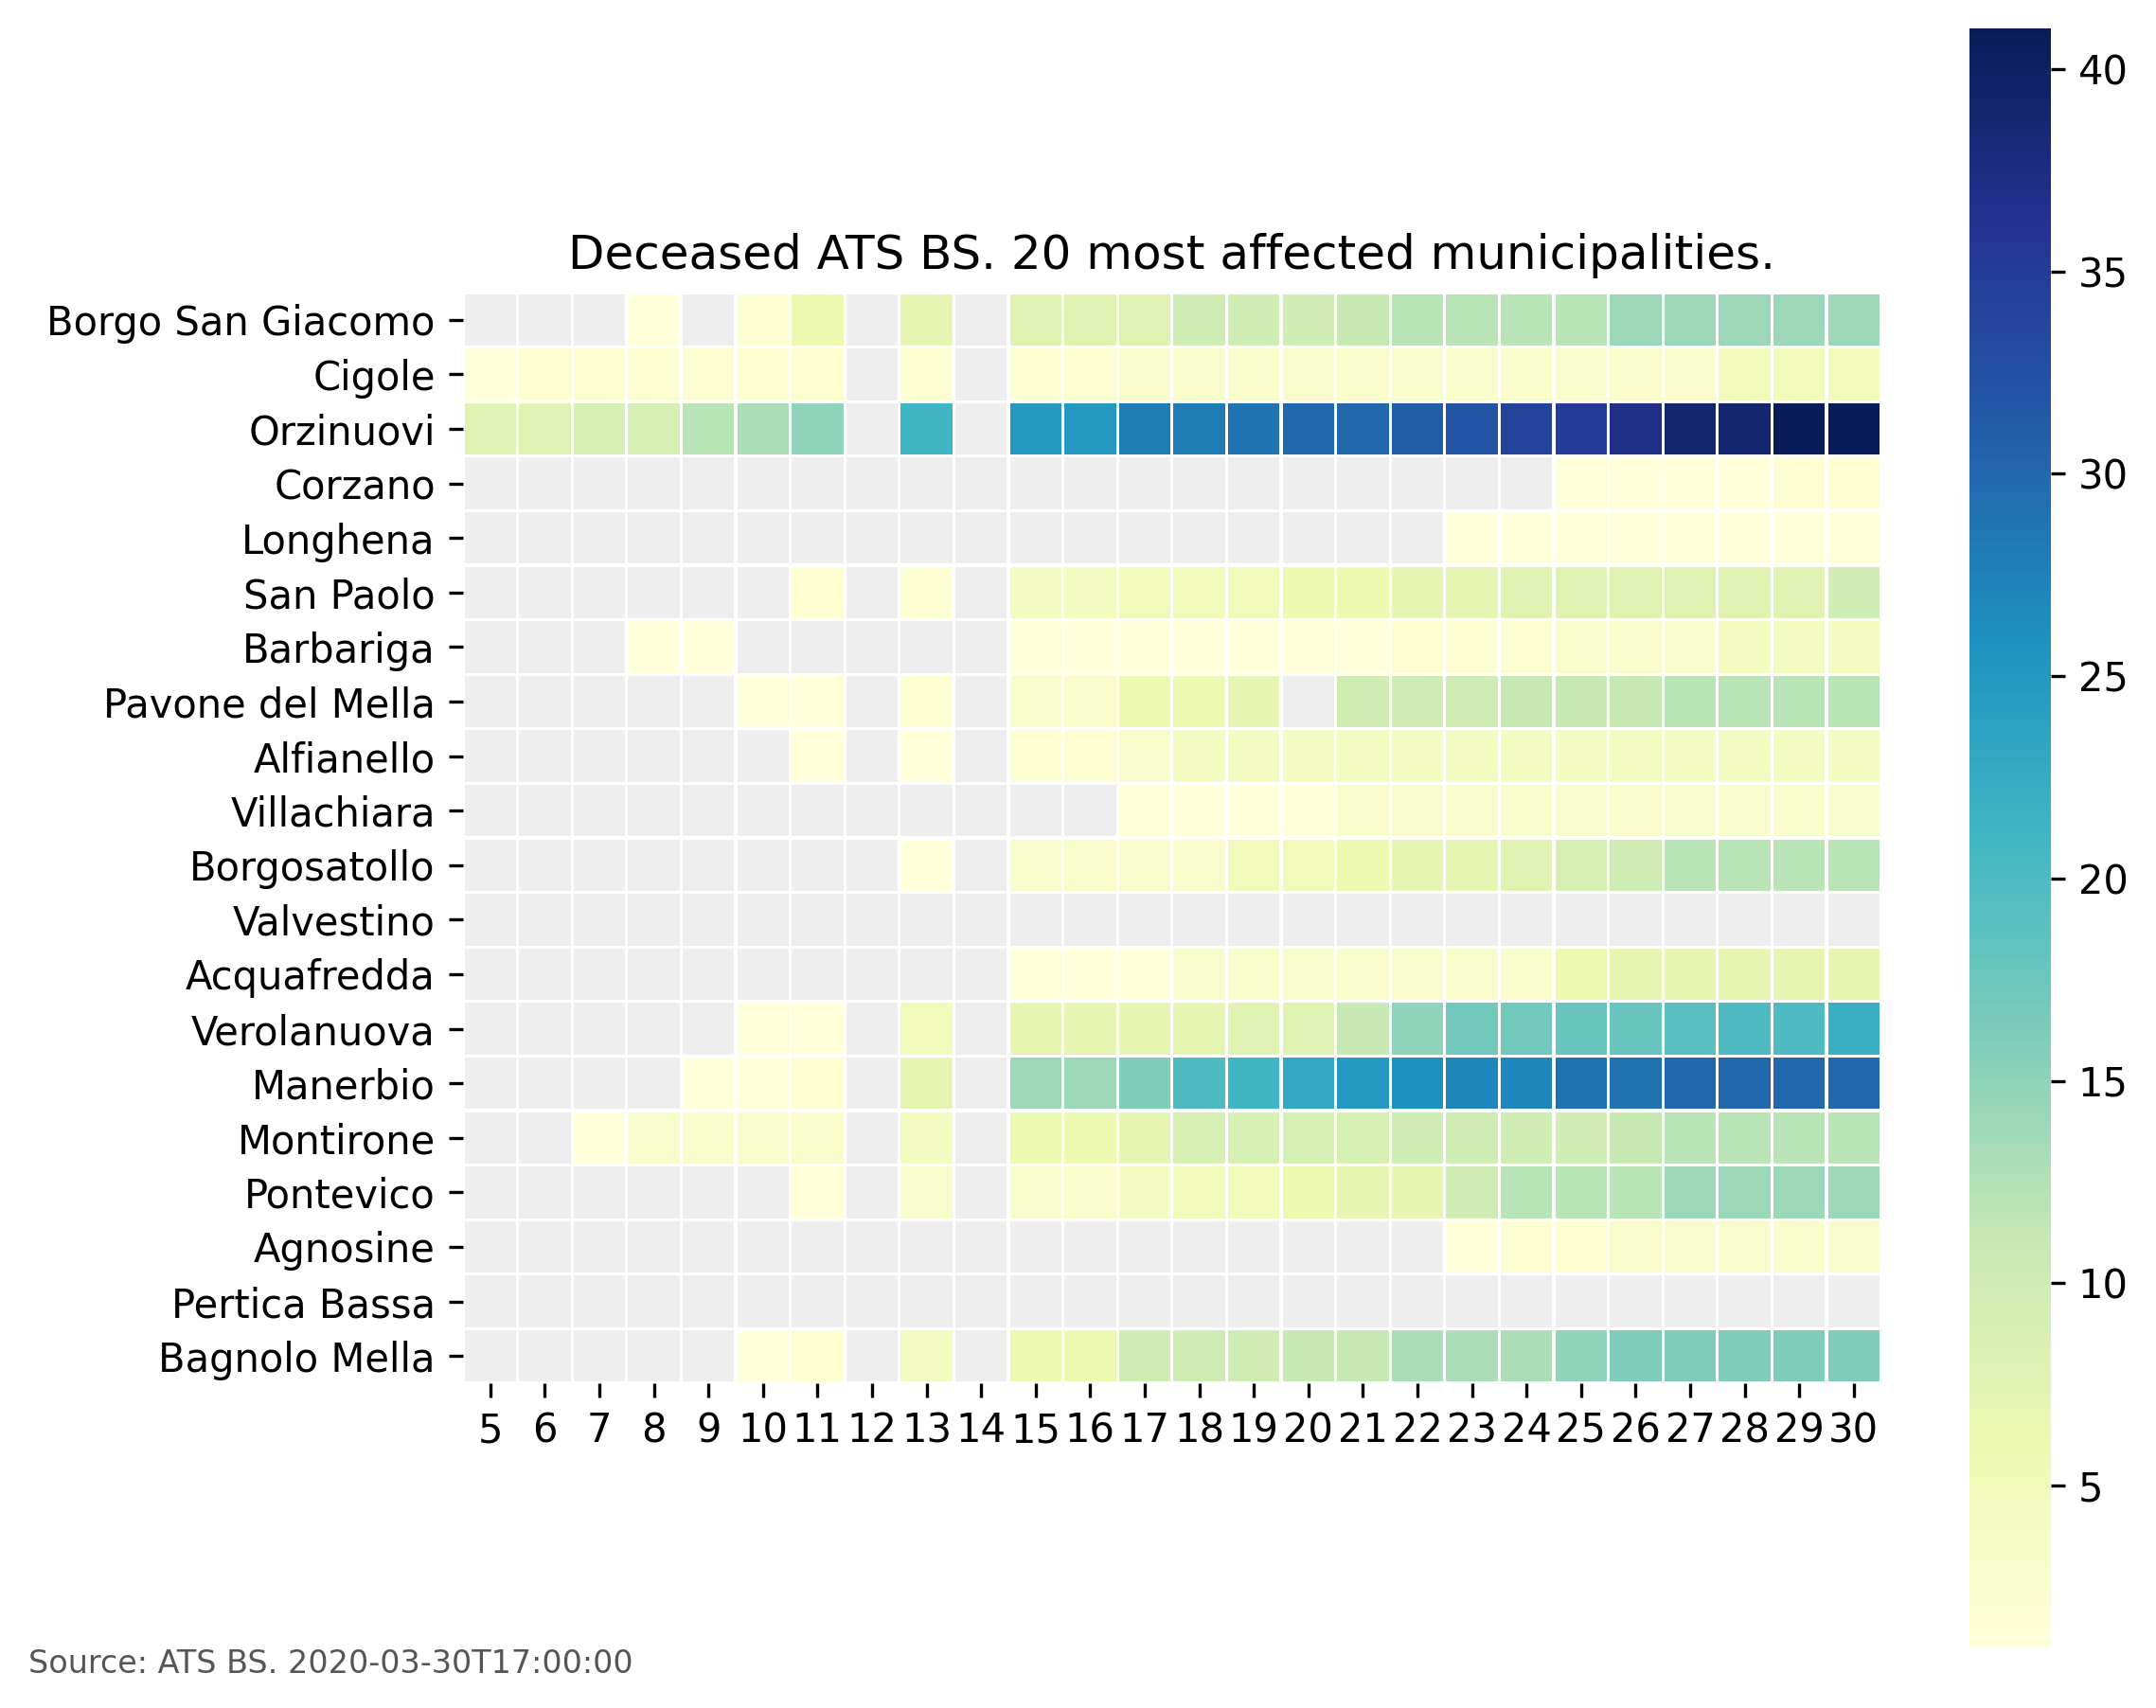 Deceased ATS BS. 20 most affected municipalities.
Borgo San Giacomo
Cigole
Orzinuovi
Corzano
Longhena
San Paolo
Barbariga
Pavone del Mella
Alfianello
Villachiara
Borgosatollo
Valvestino
Acquafredda
Verolanuova
Manerbio
Montirone
Pontevico
Agnosine
Pertica Bassa
Bagnolo Mella
5 6 7 8 9 10 11 12 13 14 15 16 17 18 19 20 21 22 23 24 25 26 27 28 29 30
40
35
30
25
20
15
10
5
Source: ATS BS. 2020-03-30T17:00:00